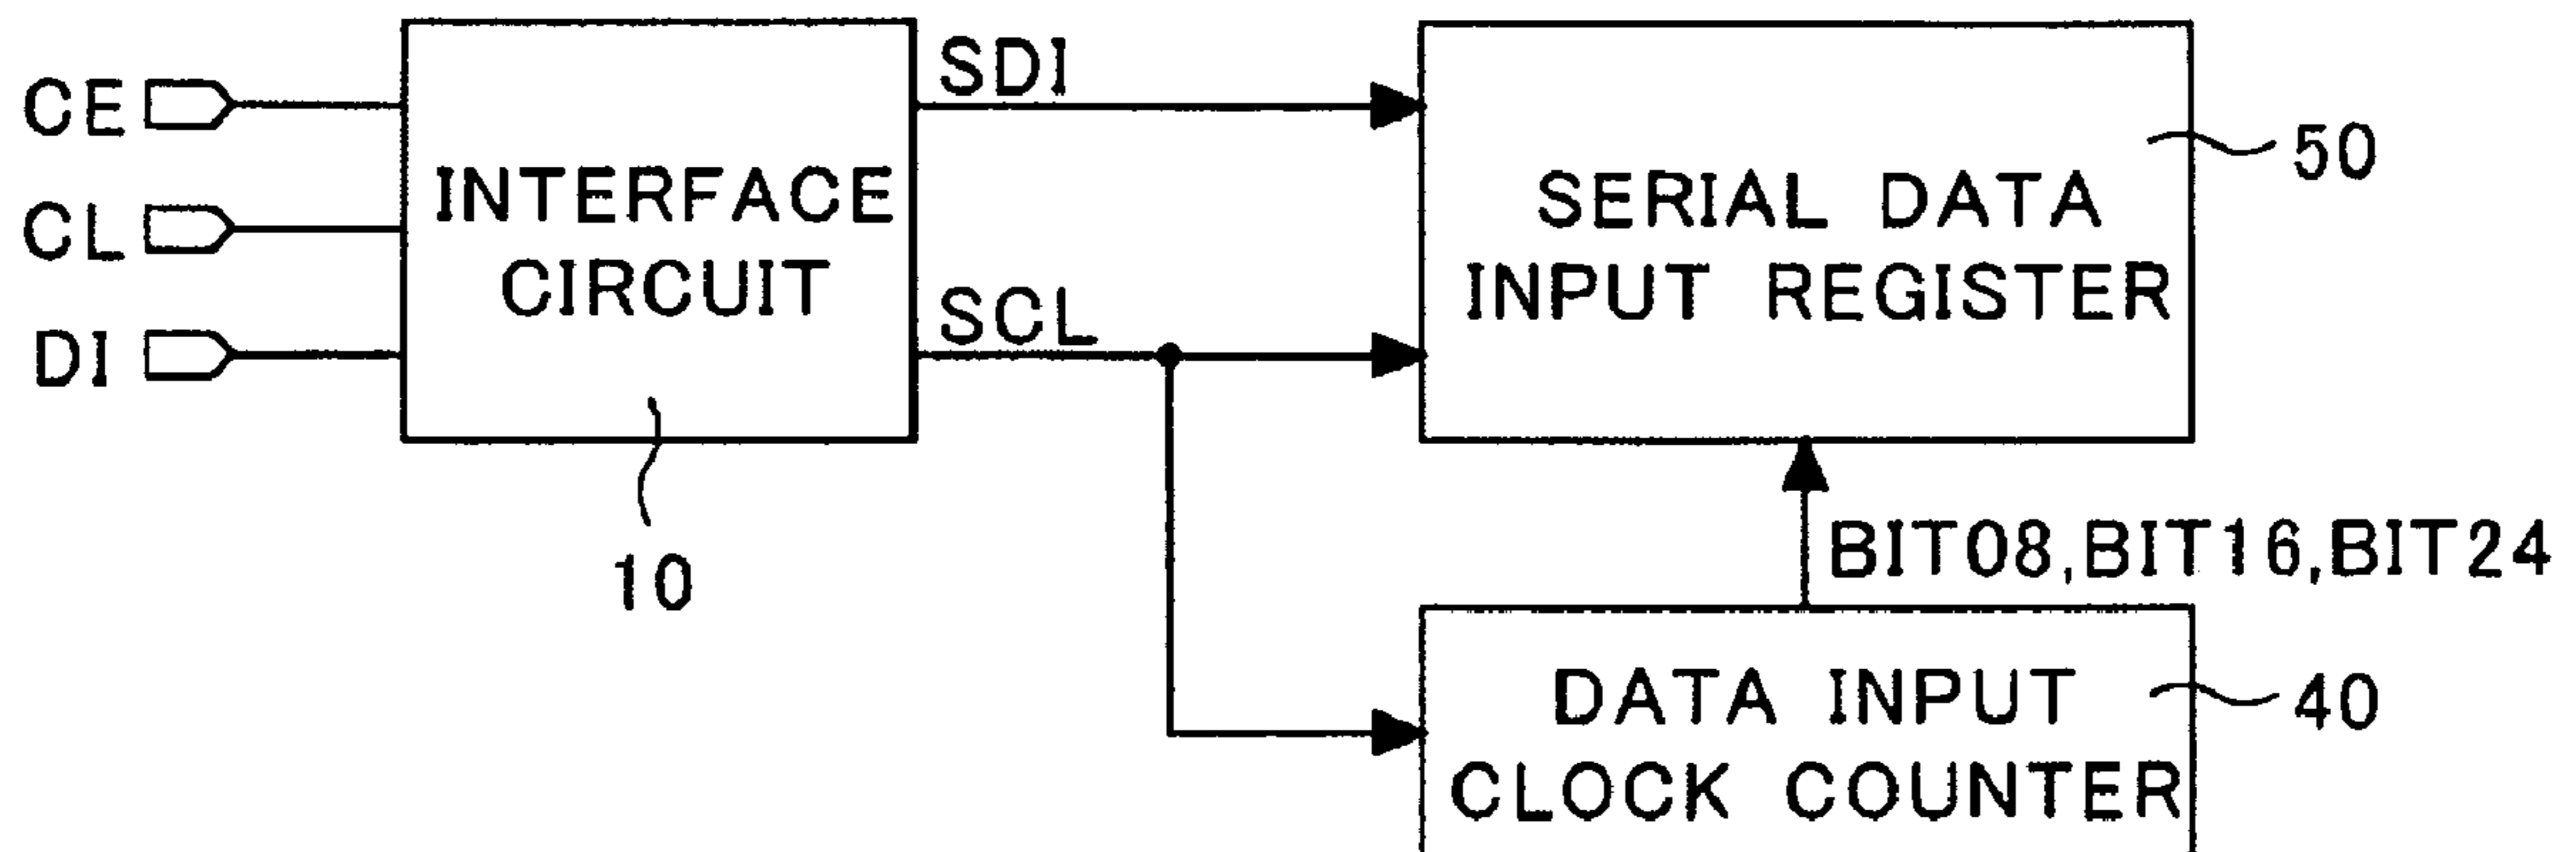 CE
CL
DI
INTERFACE
CIRCUIT
10
SDI
SCL
SERIAL DATA
INPUT REGISTER
50
BIT08,BIT16,BIT24
DATA INPUT
CLOCK COUNTER
40